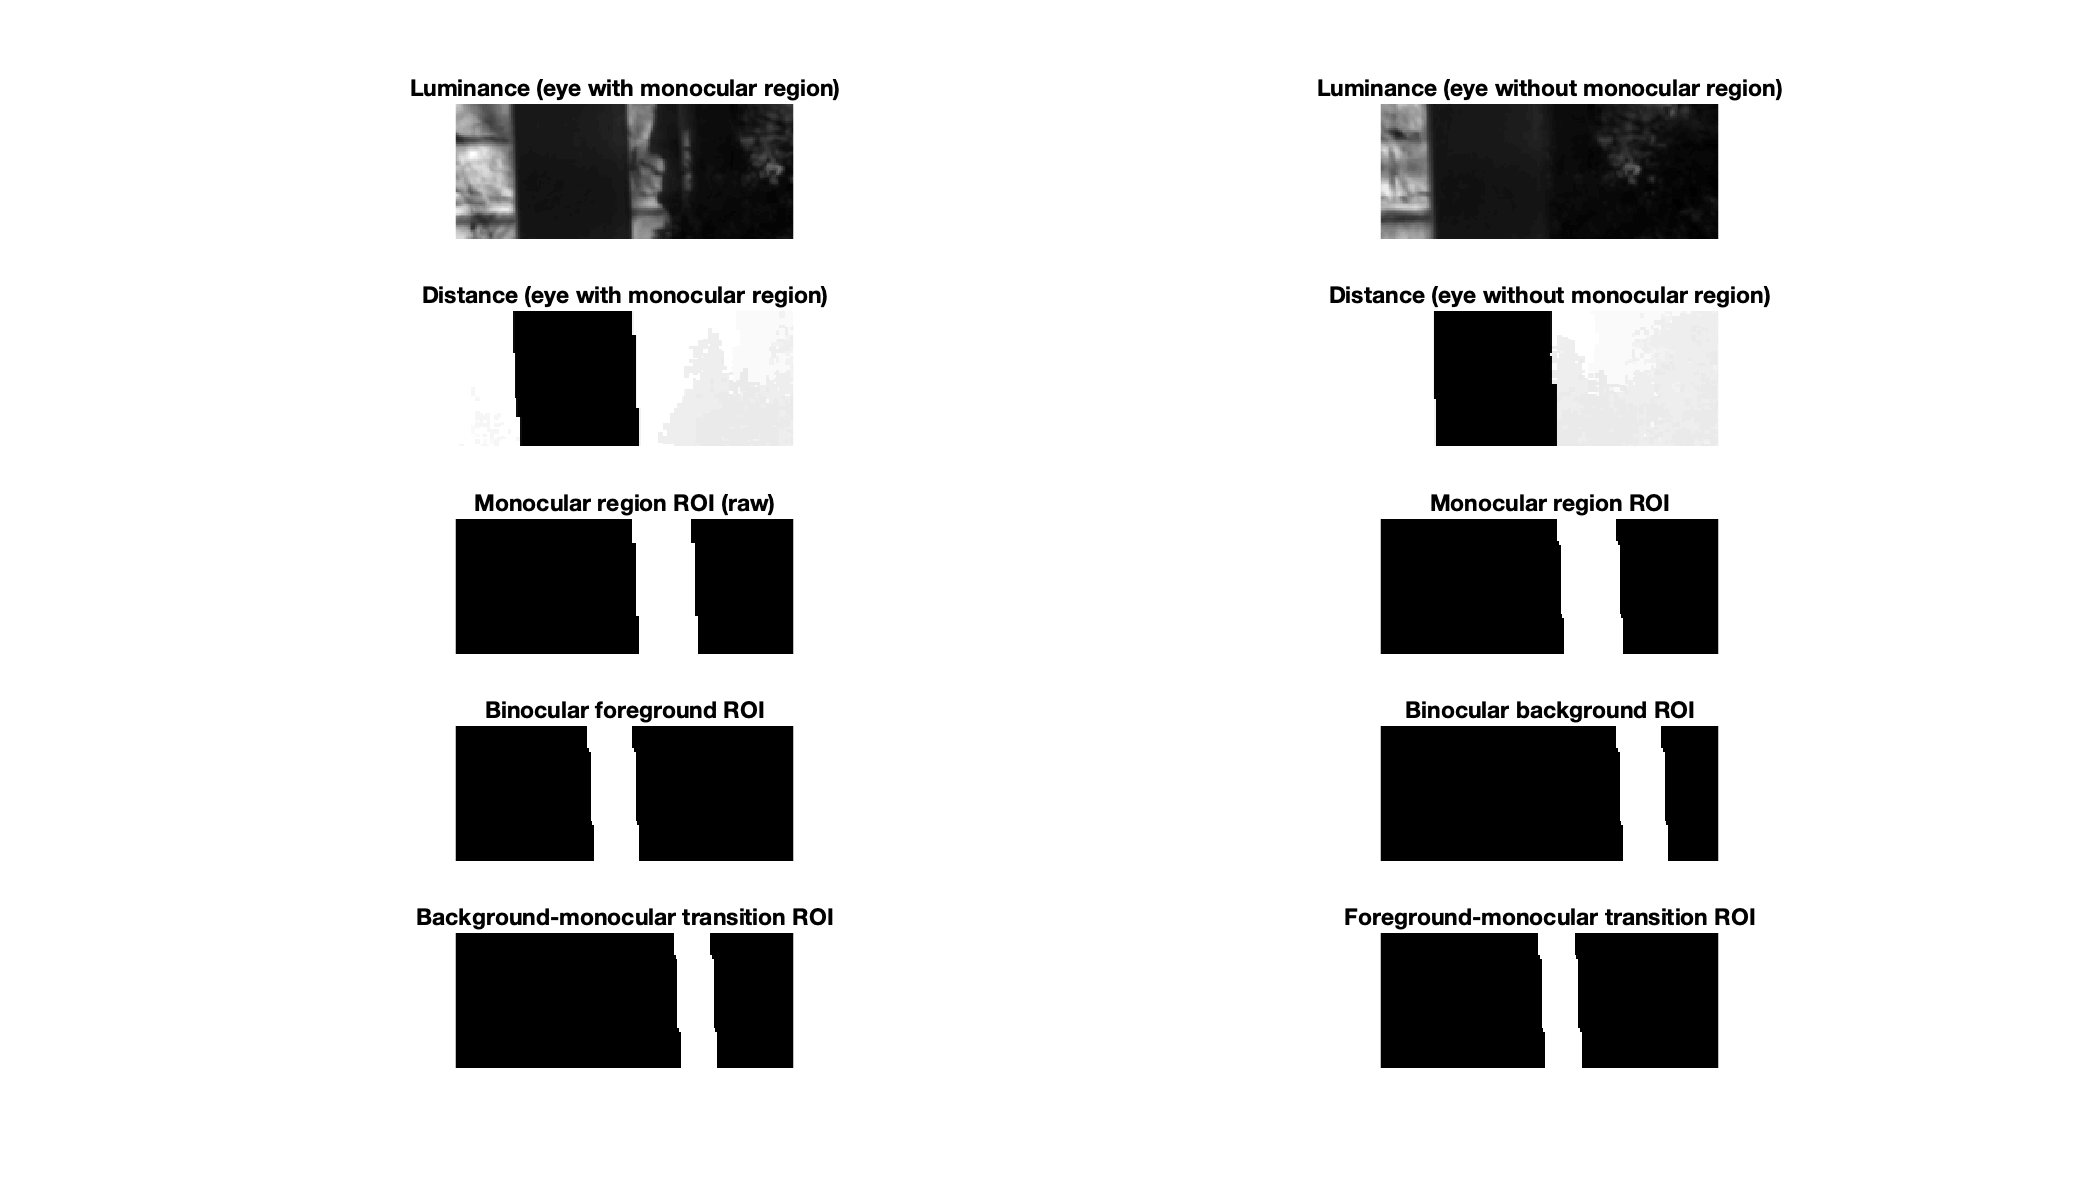 Luminance (eye with monocular region)
Luminance (eye without monocular region)
Distance (eye with monocular region)
Distance (eye without monocular region)
Monocular region ROI (raw)
Monocular region ROI
Binocular foreground ROI
Binocular background ROI
Background-monocular transition ROI
Foreground-monocular transition ROI